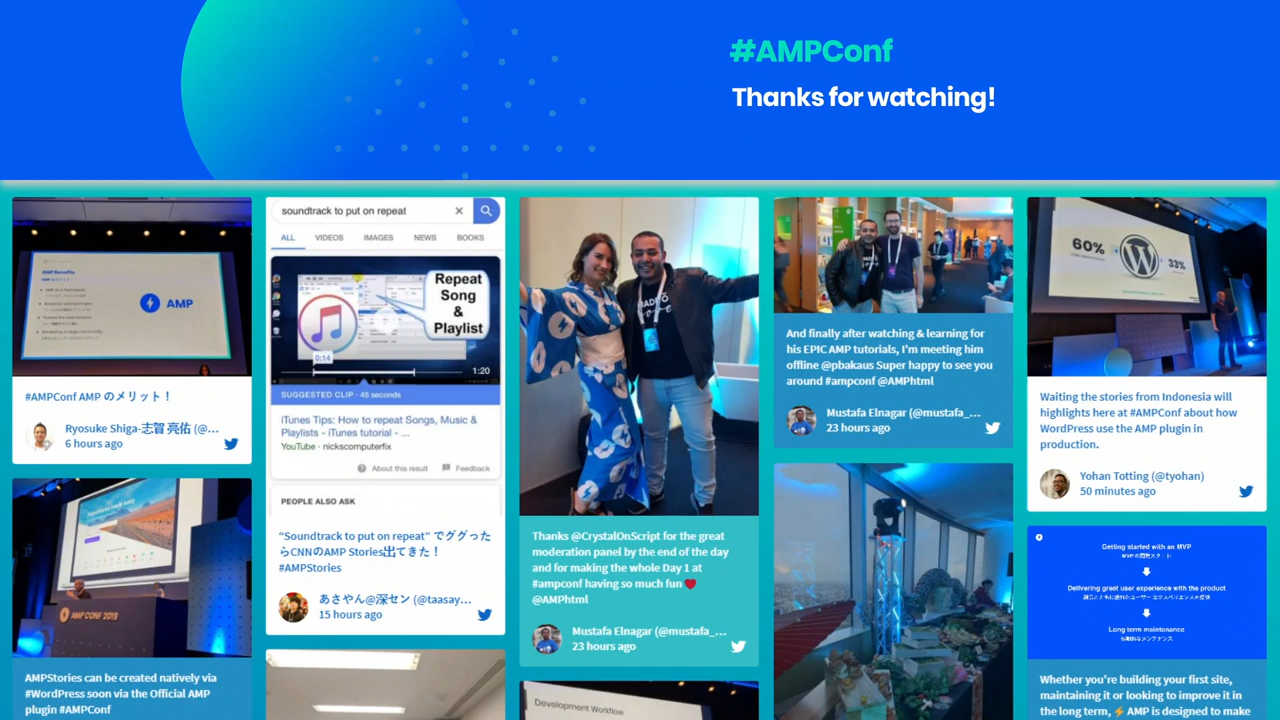 #AMPConf
Thanks for watching!
AMP Benefits
AMP
#AMPConf AMP のメリット！
Ryosuke Shiga-志賀 亮佑 (@...
6 hours ago
AMP CONF 2019
AMPStories can be created natively via
#WordPress soon via the Official AMP
plugin #AMPConf
soundtrack to put on repeat
ALL VIDEOS IMAGES NEWS BOOKS
Repeat
Song
&
Playlist
0:14
1:20
SUGGESTED CLIP · 45 seconds
iTunes Tips: How to repeat Songs, Music &
Playlists - iTunes tutorial - ...
YouTube · nickscomputerfix
About this result Feedback
PEOPLE ALSO ASK
“Soundtrack to put on repeat” でググった
らCNNのAMP Stories出てきた！
#AMPStories
あさやん@深セン (@taasay...
15 hours ago
Thanks @CrystalOnScript for the great
moderation panel by the end of the day
and for making the whole Day 1 at
#ampconf having so much fun ❤
@AMPhtml
Mustafa Elnagar (@mustafa_...
23 hours ago
Development Workflow
And finally after watching & learning for
his EPIC AMP tutorials, I'm meeting him
offline @pbakaus Super happy to see you
around #ampconf @AMPhtml
Mustafa Elnagar (@mustafa_...
23 hours ago
60%
33%
Waiting the stories from Indonesia will
highlights here at #AMPConf about how
WordPress use the AMP plugin in
production.
Yohan Totting (@tyohan)
50 minutes ago
Getting started with an MVP
Delivering great user experience with the product
Long term maintenance
Whether you're building your first site,
maintaining it or looking to improve it in
the long term, ⚡ AMP is designed to make